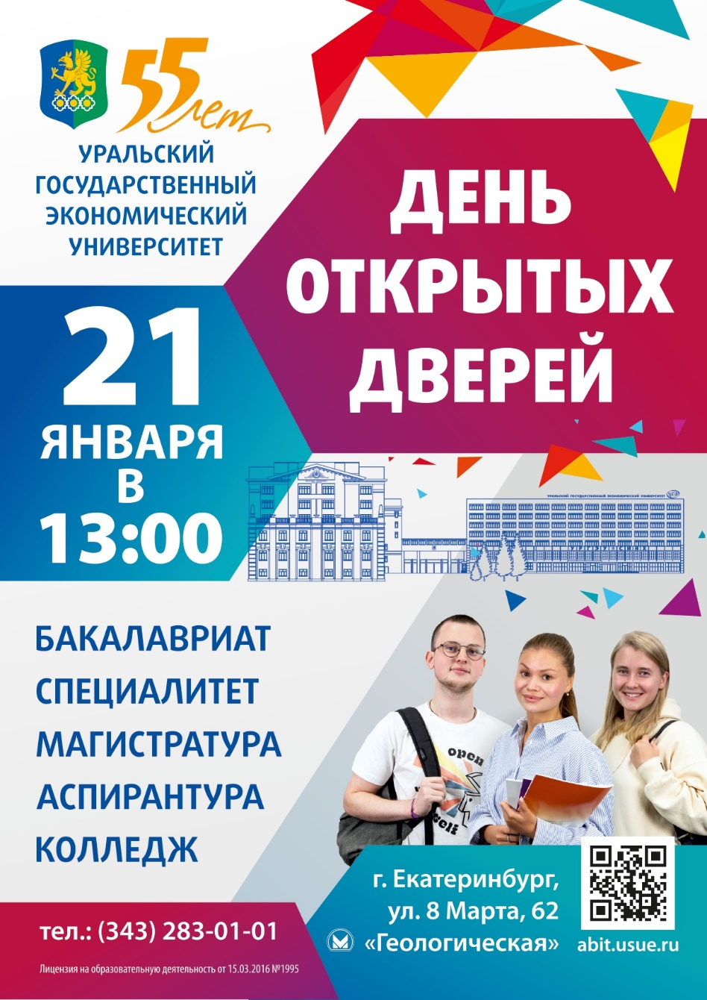 55 лет
УРАЛЬСКИЙ
ГОСУДАРСТВЕННЫЙ
ЭКОНОМИЧЕСКИЙ
УНИВЕРСИТЕТ
ДЕНЬ
ОТКРЫТЫХ
ДВЕРЕЙ
21
ЯНВАРЯ
В
13:00
УРАЛЬСКИЙ ГОСУДАРСТВЕННЫЙ ЭКОНОМИЧЕСКИЙ УНИВЕРСИТЕТ
БАКАЛАВРИАТ
СПЕЦИАЛИТЕТ
МАГИСТРАТУРА
АСПИРАНТУРА
КОЛЛЕДЖ
open
г. Екатеринбург,
ул. 8 Марта, 62
«Геологическая»
abit.usue.ru
тел.: (343) 283-01-01
Лицензия на образовательную деятельность от 15.03.2016 №1995